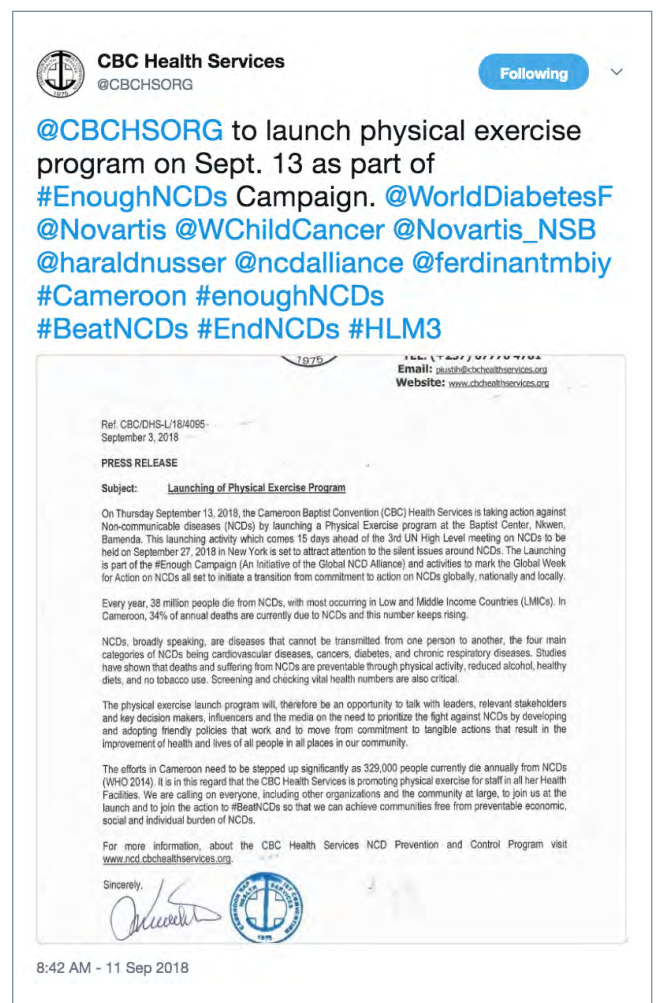 CBC Health Services
@CBCHSORG
Following
@CBCHSORG to launch physical exercise
program on Sept. 13 as part of
#EnoughNCDs Campaign. @WorldDiabetesF
@Novartis @WChildCancer @Novartis_NSB
@haraldnusser @ncdalliance @ferdinantmbiy
#Cameroon #enoughNCDs
#BeatNCDs #EndNCDs #HLM3
1975
Email: piustih@cbchealthservices.org
Website: www.cbchealthservices.org
Ref. CBC/DHS-L/18/4095
September 3, 2018
PRESS RELEASE
Subject: Launching of Physical Exercise Program
On Thursday September 13, 2018, the Cameroon Baptist Convention (CBC) Health Services is taking action against
Non-communicable diseases (NCDs) by launching a Physical Exercise program at the Baptist Center, Nkwen,
Bamenda. This launching activity which comes 15 days ahead of the 3rd UN High Level meeting on NCDs to be
held on September 27, 2018 in New York is set to attract attention to the silent issues around NCDs. The Launching
is part of the #Enough Campaign (An Initiative of the Global NCD Alliance) and activities to mark the Global Week
for Action on NCDs all set to initiate a transition from commitment to action on NCDs globally, nationally and locally.
Every year, 38 million people die from NCDs, with most occurring in Low and Middle Income Countries (LMICs). In
Cameroon, 34% of annual deaths are currently due to NCDs and this number keeps rising.
NCDs, broadly speaking, are diseases that cannot be transmitted from one person to another, the four main
categories of NCDs being cardiovascular diseases, cancers, diabetes, and chronic respiratory diseases. Studies
have shown that deaths and suffering from NCDs are preventable through physical activity, reduced alcohol, healthy
diets, and no tobacco use. Screening and checking vital health numbers are also critical.
The physical exercise launch program will, therefore be an opportunity to talk with leaders, relevant stakeholders
and key decision makers, influencers and the media on the need to prioritize the fight against NCDs by developing
and adopting friendly policies that work and to move from commitment to tangible actions that result in the
improvement of health and lives of all people in all places in our community.
The efforts in Cameroon need to be stepped up significantly as 329,000 people currently die annually from NCDs
(WHO 2014). It is in this regard that the CBC Health Services is promoting physical exercise for staff in all her Health
Facilities. We are calling on everyone, including other organizations and the community at large, to join us at the
launch and to join the action to #BeatNCDs so that we can achieve communities free from preventable economic,
social and individual burden of NCDs.
For more information, about the CBC Health Services NCD Prevention and Control Program visit
www.ncd.cbchealthservices.org.
Sincerely,
1975
8:42 AM - 11 Sep 2018